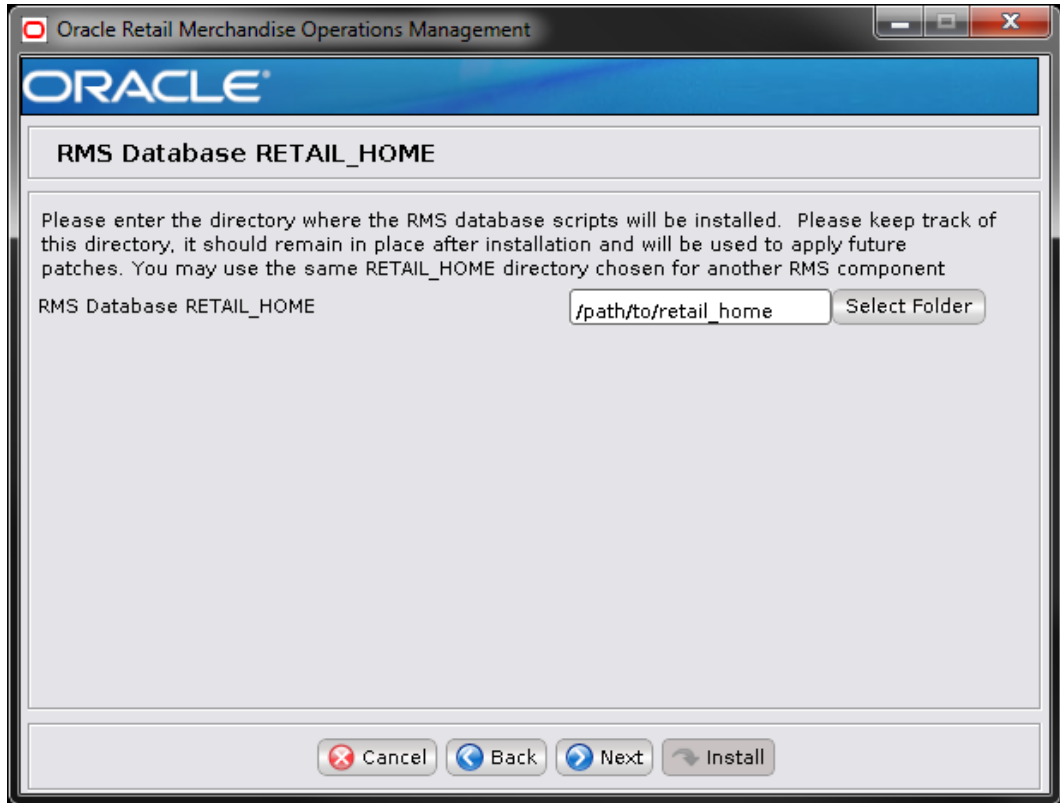 Oracle Retail Merchandise Operations Management
ORACLE
RMS Database RETAIL_HOME
Please enter the directory where the RMS database scripts will be installed.  Please keep track of
this directory, it should remain in place after installation and will be used to apply future
patches. You may use the same RETAIL_HOME directory chosen for another RMS component
RMS Database RETAIL_HOME /path/to/retail_home Select Folder
Cancel Back Next Install